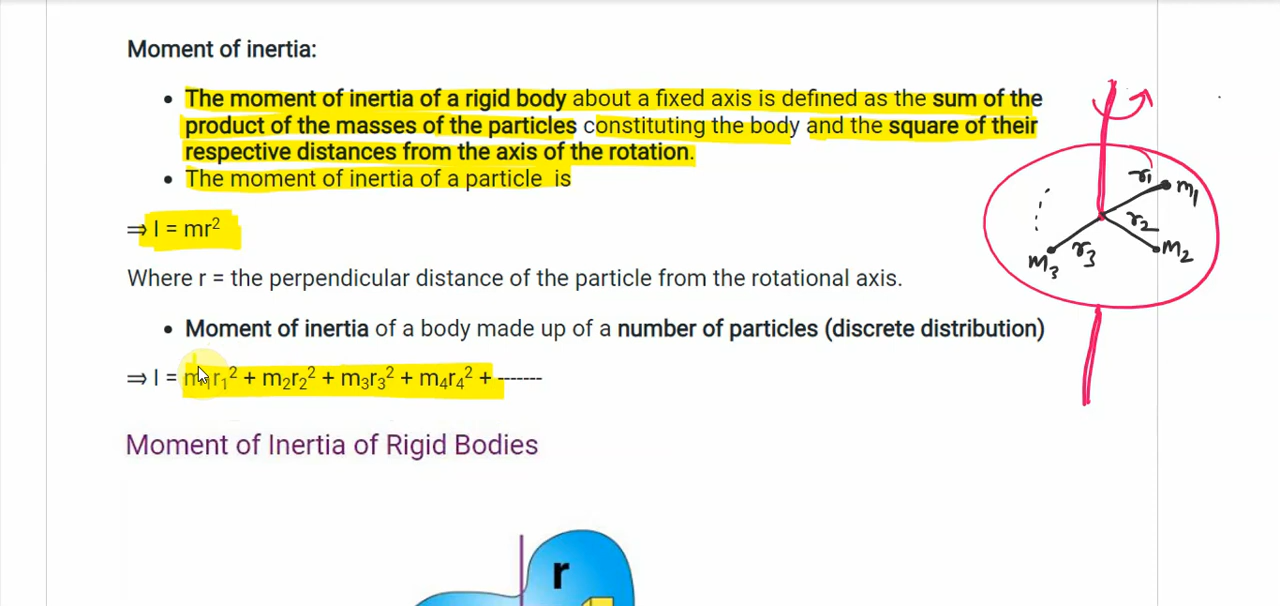 Moment of inertia:
• The moment of inertia of a rigid body about a fixed axis is defined as the sum of the
product of the masses of the particles constituting the body and the square of their
respective distances from the axis of the rotation.
• The moment of inertia of a particle is
⇒ I = mr²
Where r = the perpendicular distance of the particle from the rotational axis.
• Moment of inertia of a body made up of a number of particles (discrete distribution)
⇒ I = m₁r₁² + m₂r₂² + m₃r₃² + m₄r₄² + -------
Moment of Inertia of Rigid Bodies
r
r₁ m₁
r₂
m₂
r₃
m₃